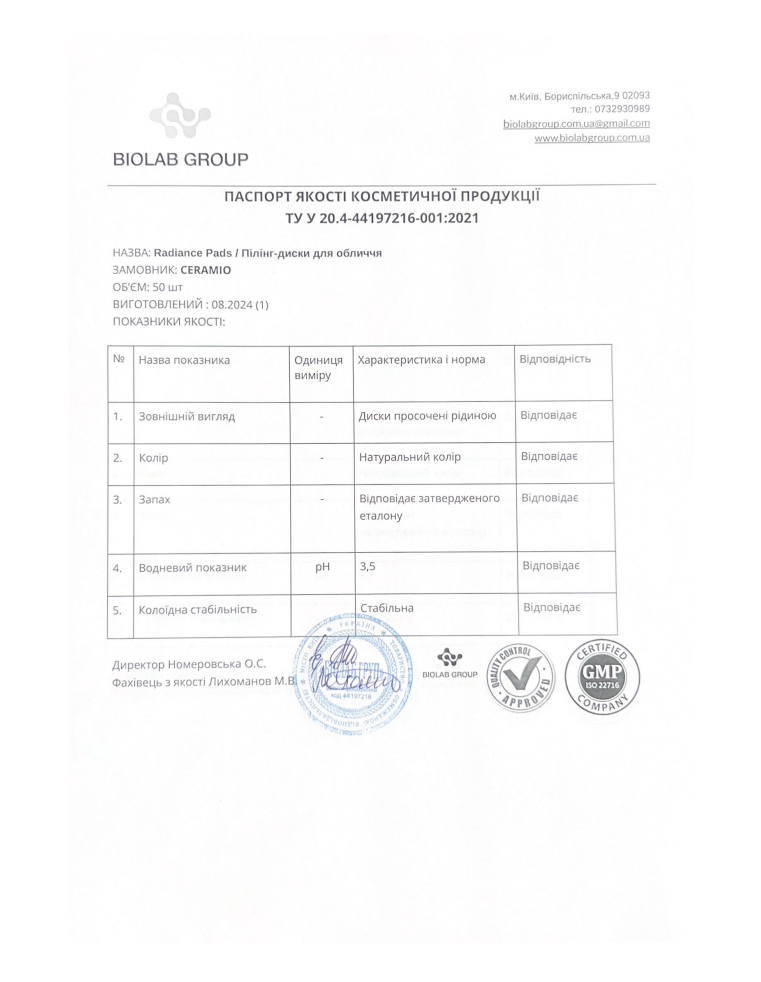 м.Київ, Бориспільська,9 02093
тел.: 0732930989
biolabgroup.com.ua@gmail.com
www.biolabgroup.com.ua
BIOLAB GROUP
ПАСПОРТ ЯКОСТІ КОСМЕТИЧНОЇ ПРОДУКЦІЇ
ТУ У 20.4-44197216-001:2021
НАЗВА: Radiance Pads / Пілінг-диски для обличчя
ЗАМОВНИК: CERAMIO
ОБ'ЄМ: 50 шт
ВИГОТОВЛЕНИЙ : 08.2024 (1)
ПОКАЗНИКИ ЯКОСТІ:
№ Назва показника Одиниця виміру Характеристика і норма Відповідність
1. Зовнішній вигляд - Диски просочені рідиною Відповідає
2. Колір - Натуральний колір Відповідає
3. Запах - Відповідає затвердженого еталону Відповідає
4. Водневий показник pH 3,5 Відповідає
5. Колоїдна стабільність Стабільна Відповідає
Директор Номеровська О.С.
Фахівець з якості Лихоманов М.В.
УКРАЇНА
код 44197216
BIOLAB GROUP
QUALITY CONTROL
APPROVED
CERTIFIED
GMP
ISO 22716
COMPANY